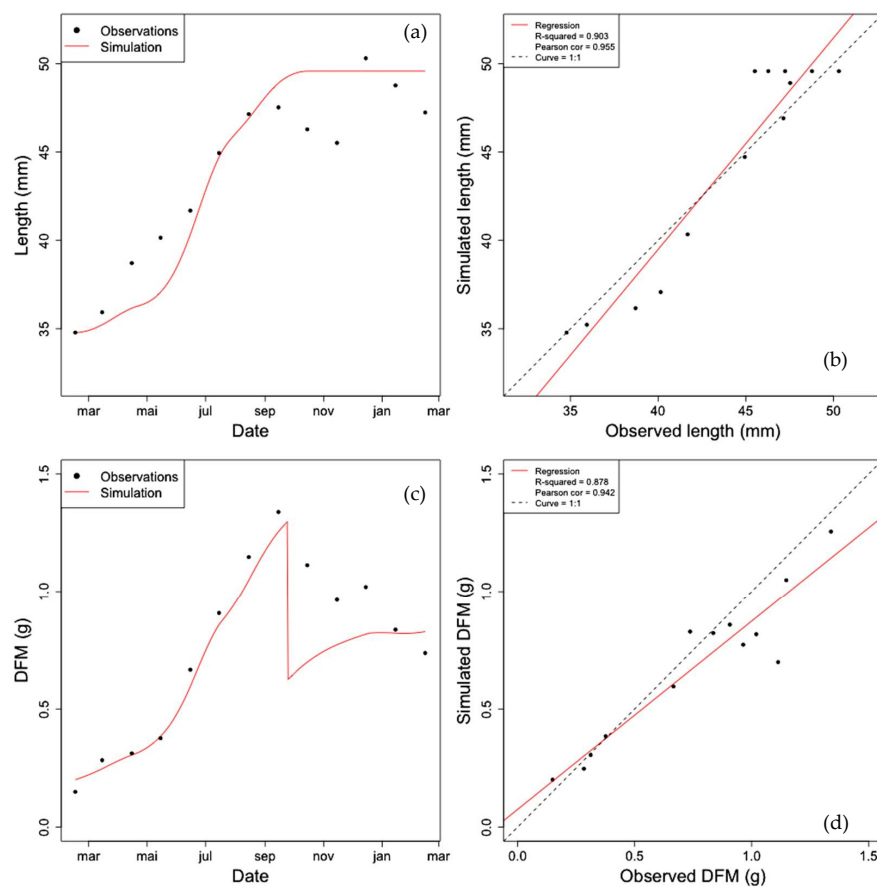 Observations
Simulation
(a)
Length (mm)
50
45
40
35
mar
mai
jul
sep
nov
jan
mar
Date
Regression
R-squared = 0.903
Pearson cor = 0.955
Curve = 1:1
Simulated length (mm)
50
45
40
35
(b)
35
40
45
50
Observed length (mm)
Observations
Simulation
(c)
DFM (g)
1.5
1.0
0.5
0.0
mar
mai
jul
sep
nov
jan
mar
Date
Regression
R-squared = 0.878
Pearson cor = 0.942
Curve = 1:1
Simulated DFM (g)
1.5
1.0
0.5
0.0
(d)
0.0
0.5
1.0
1.5
Observed DFM (g)